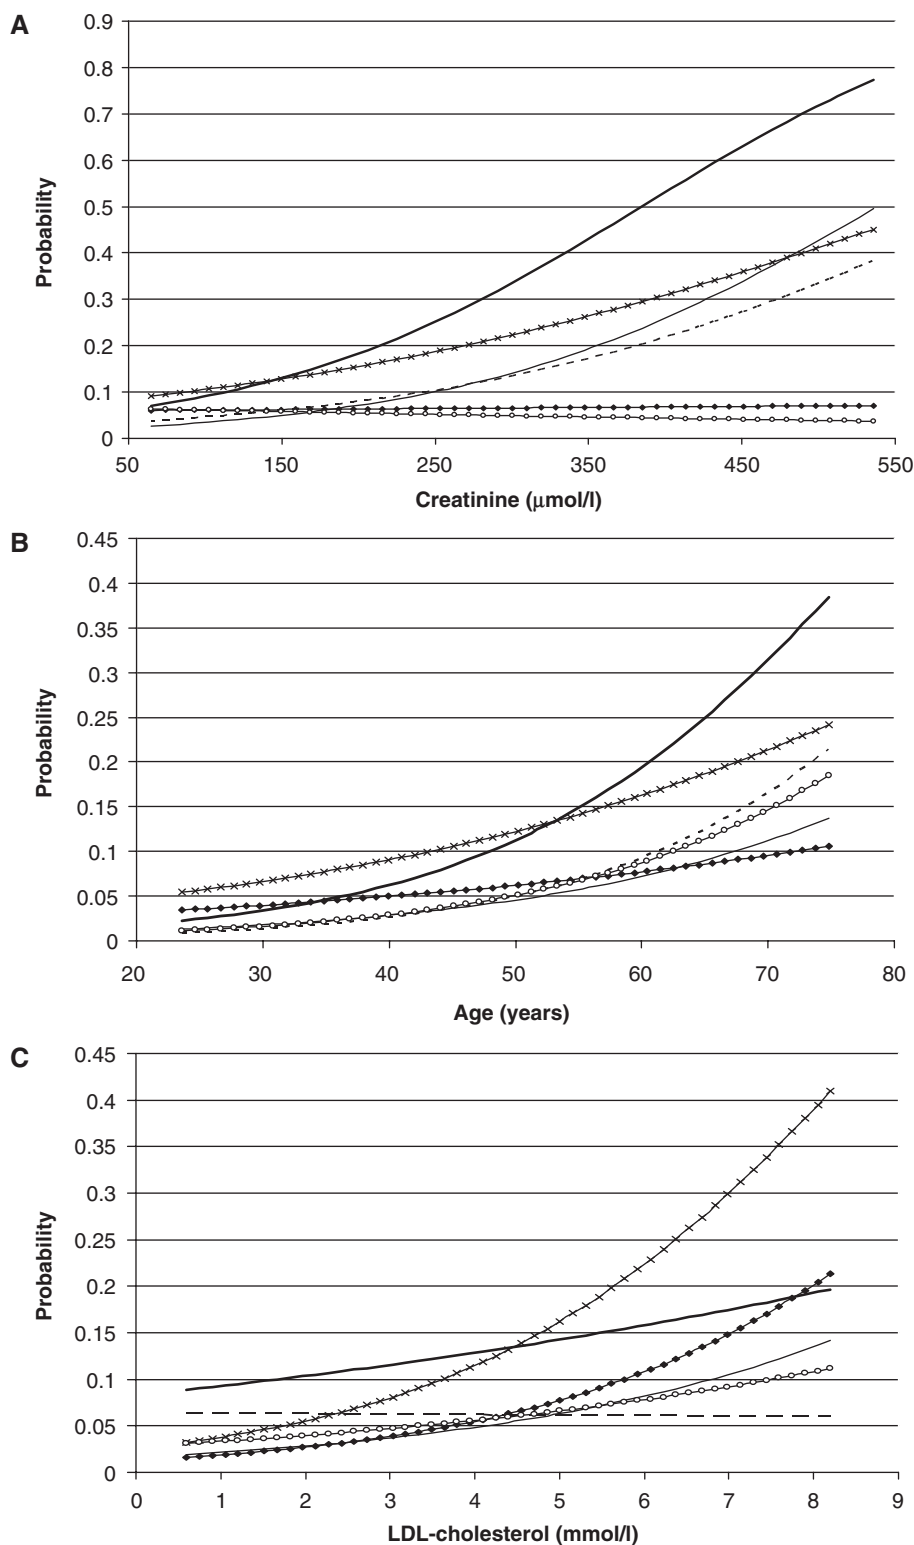 A
Probability
0.9
0.8
0.7
0.6
0.5
0.4
0.3
0.2
0.1
0
50 150 250 350 450 550
Creatinine (μmol/l)
B
Probability
0.45
0.4
0.35
0.3
0.25
0.2
0.15
0.1
0.05
0
20 30 40 50 60 70 80
Age (years)
C
Probability
0.45
0.4
0.35
0.3
0.25
0.2
0.15
0.1
0.05
0
0 1 2 3 4 5 6 7 8 9
LDL-cholesterol (mmol/l)